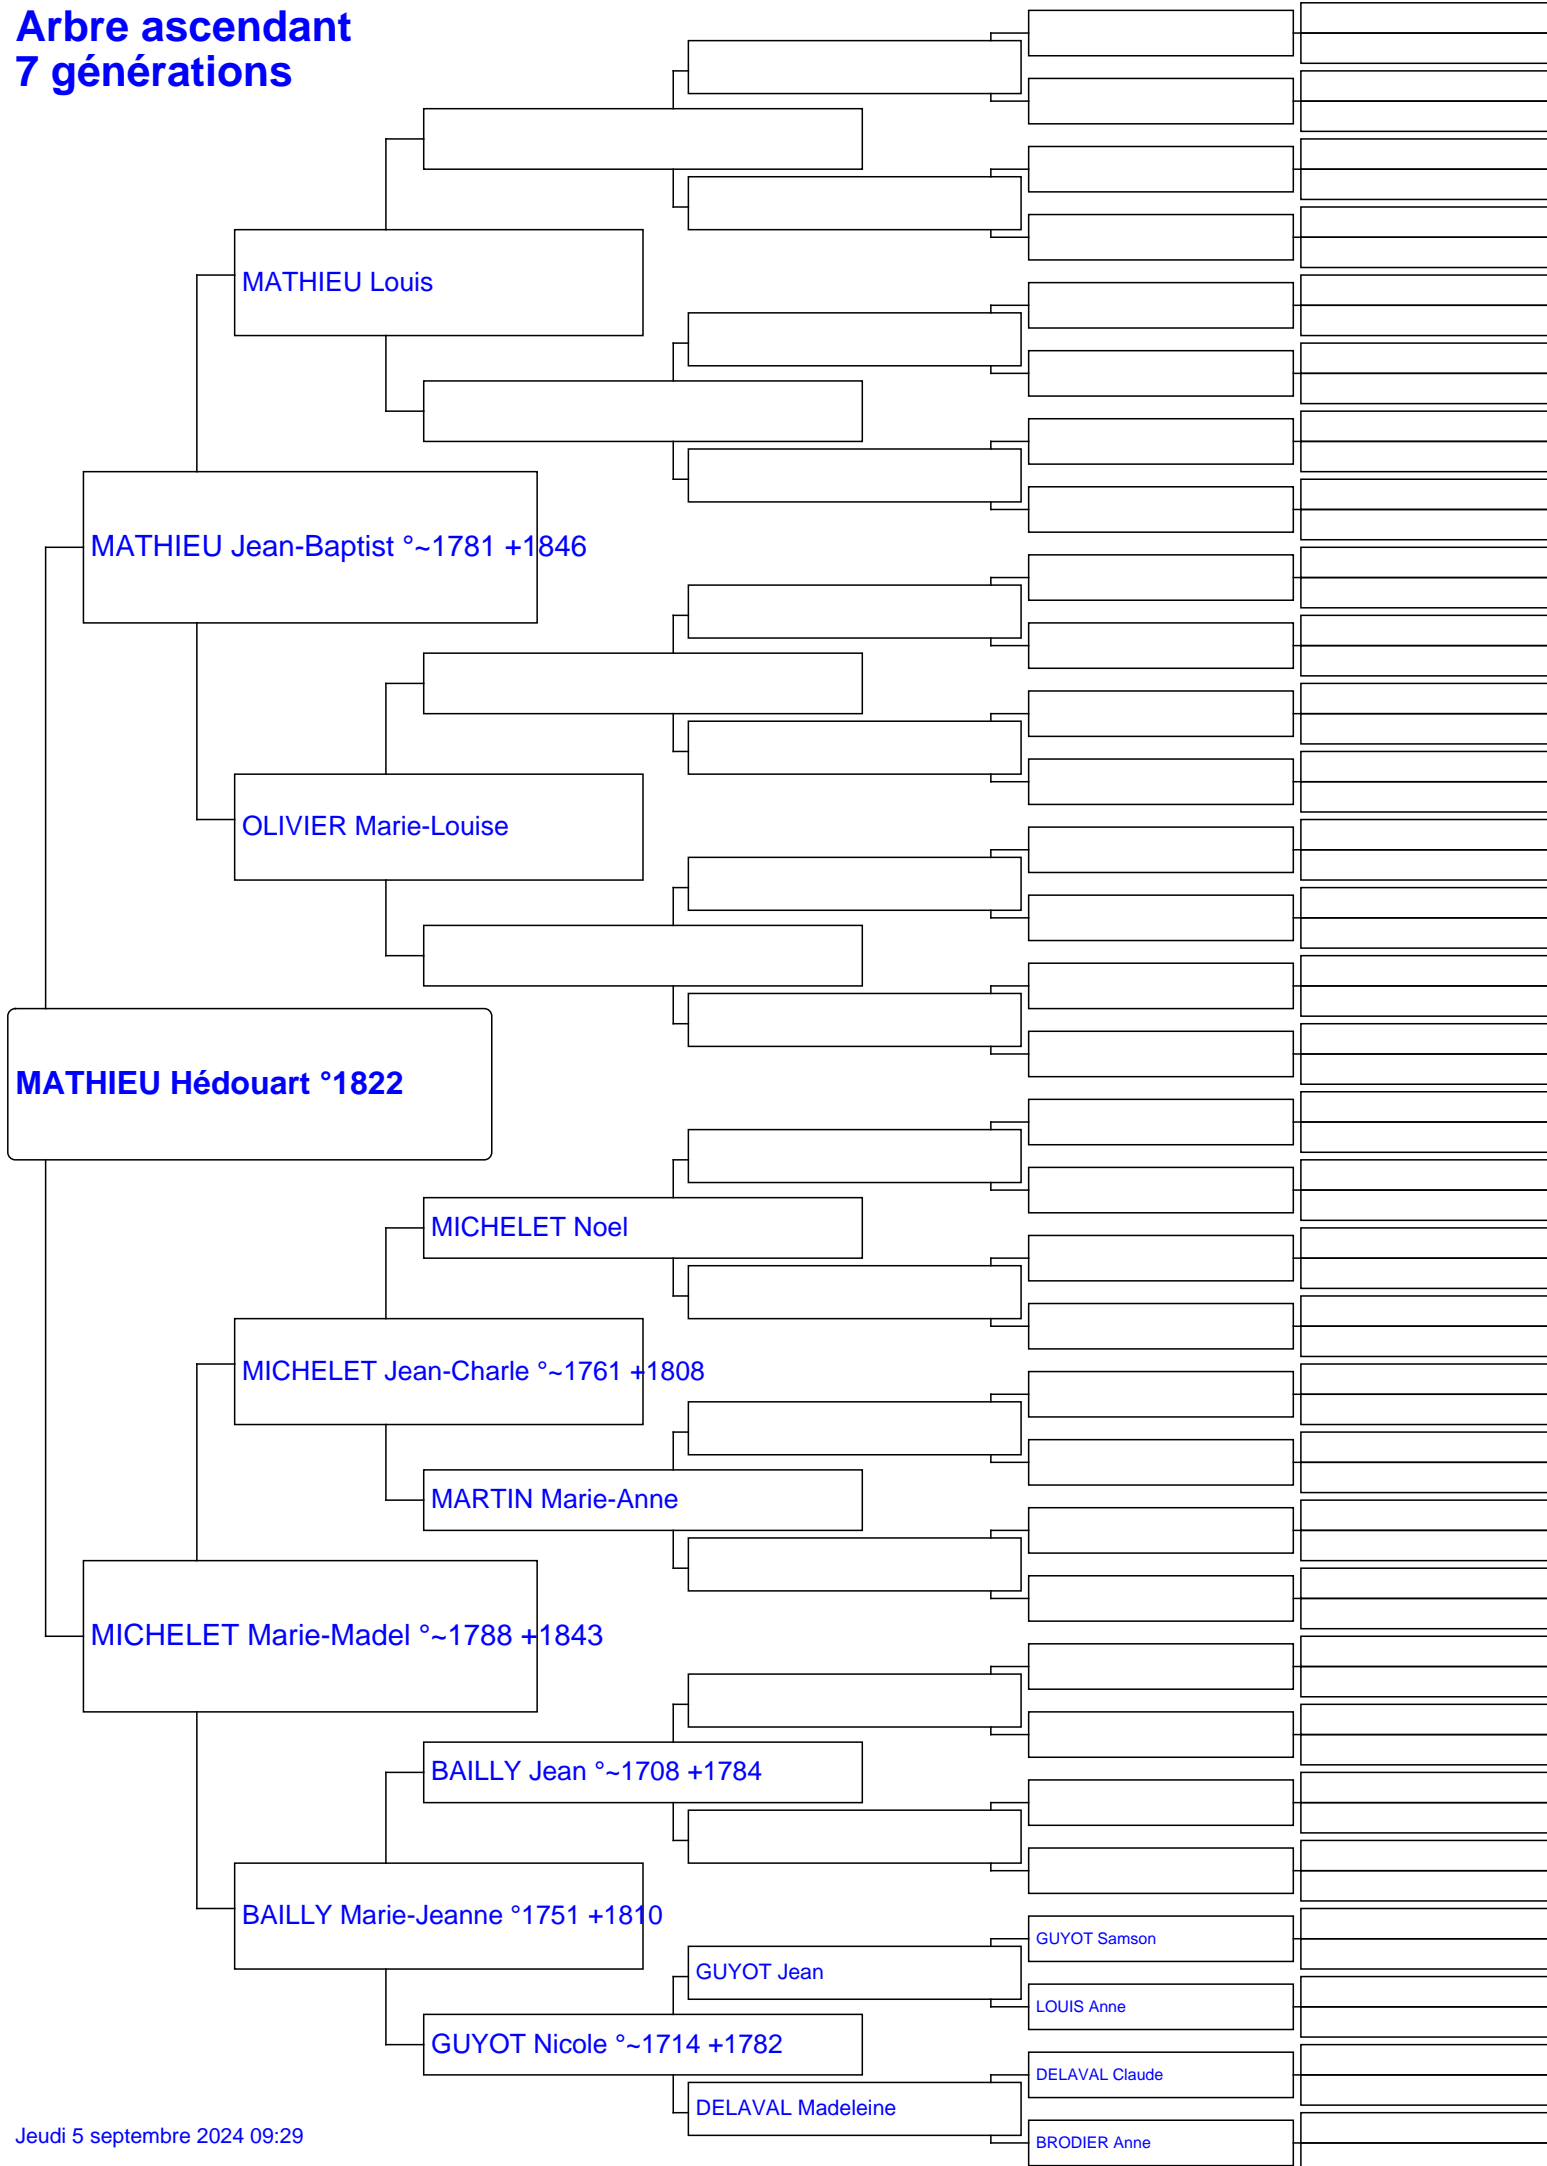 Arbre ascendant
7 générations
MATHIEU Louis
MATHIEU Jean-Baptist °~1781 +1846
OLIVIER Marie-Louise
MATHIEU Hédouart °1822
MICHELET Noel
MICHELET Jean-Charle °~1761 +1808
MARTIN Marie-Anne
MICHELET Marie-Madel °~1788 +1843
BAILLY Jean °~1708 +1784
BAILLY Marie-Jeanne °1751 +1810
GUYOT Samson
GUYOT Jean
LOUIS Anne
GUYOT Nicole °~1714 +1782
DELAVAL Claude
DELAVAL Madeleine
BRODIER Anne
Jeudi 5 septembre 2024 09:29